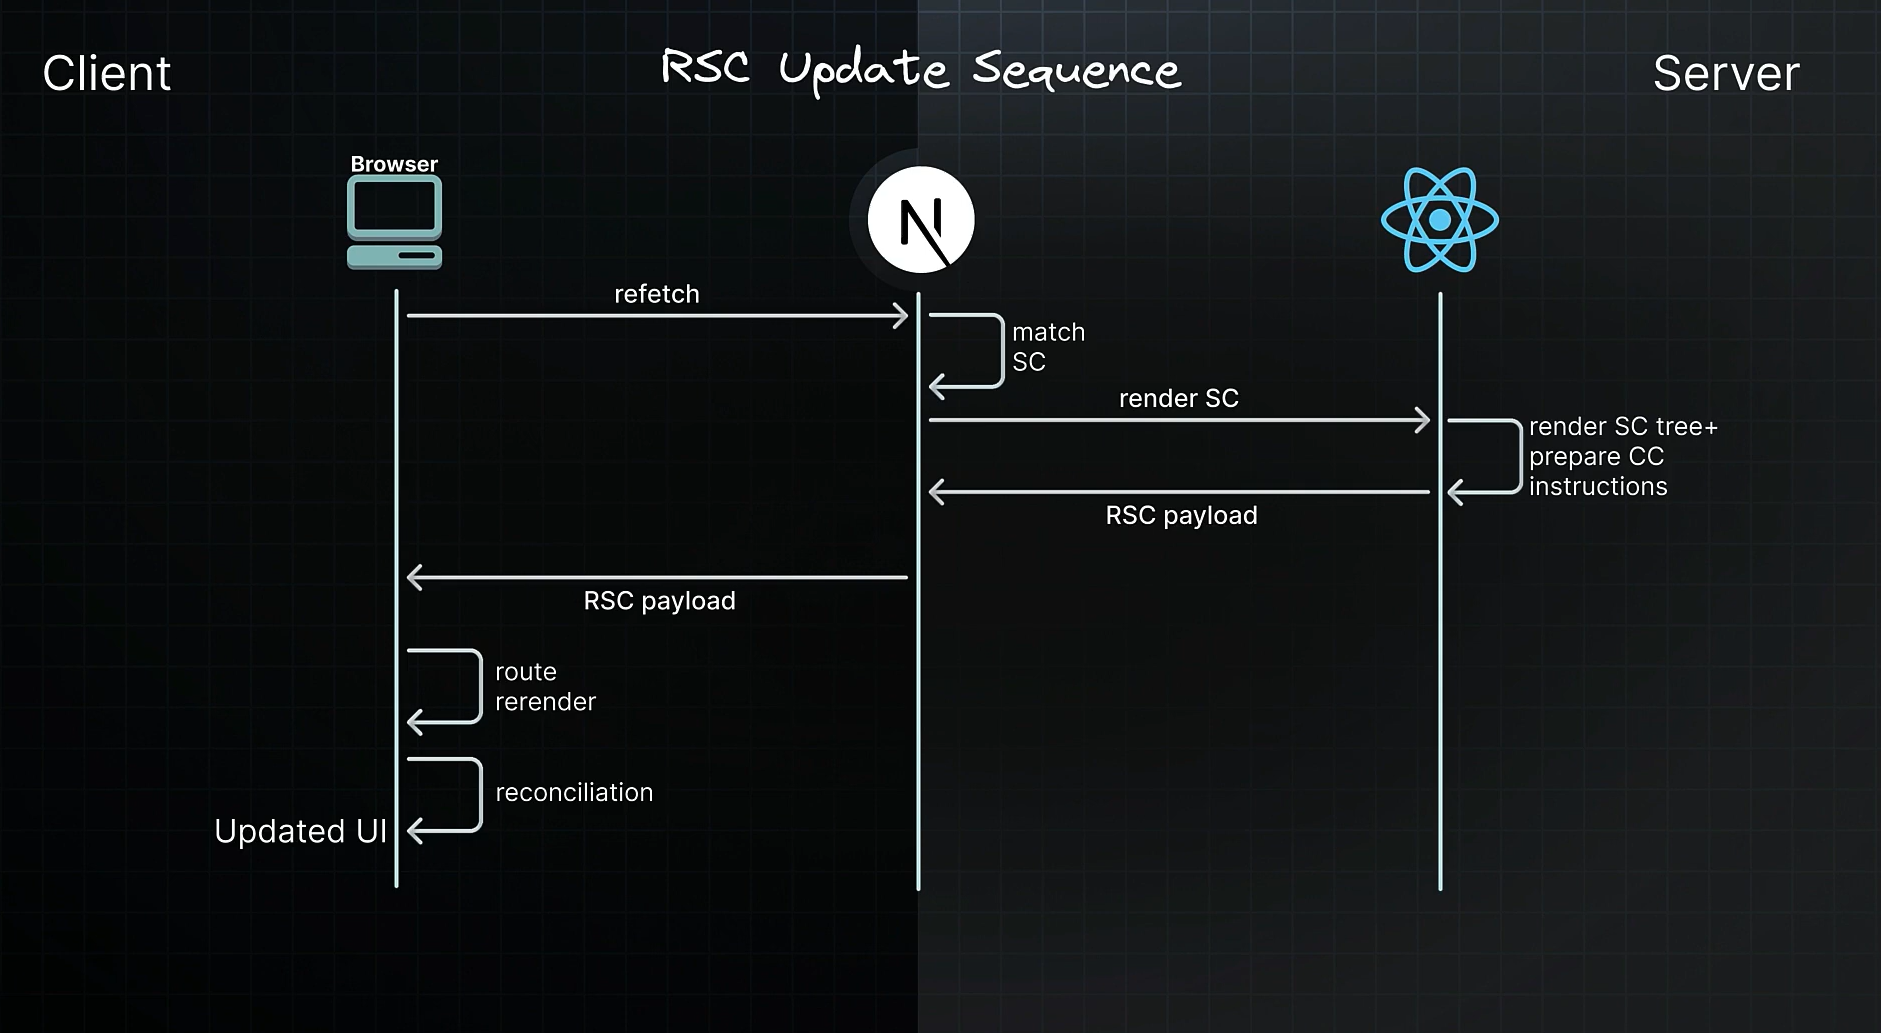 Client
RSC Update Sequence
Server
Browser
refetch
match
SC
render SC
render SC tree+
prepare CC
instructions
RSC payload
RSC payload
route
rerender
reconciliation
Updated UI